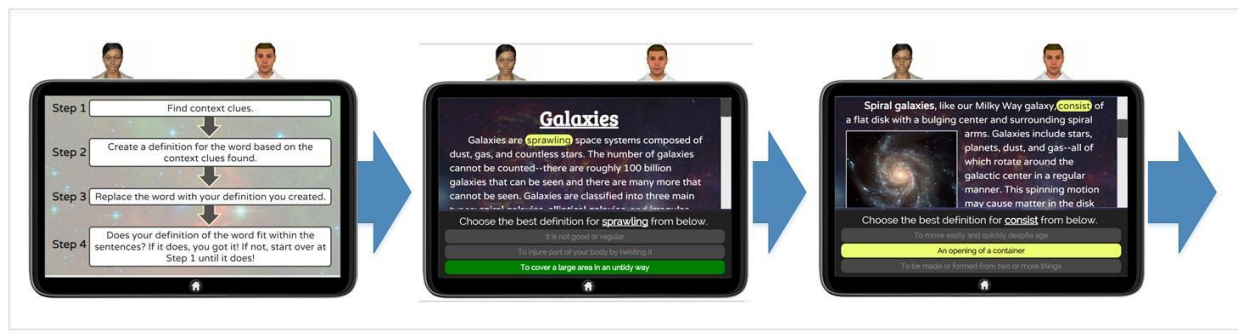 Step 1
Find context clues.
Step 2
Create a definition for the word based on the
context clues found.
Step 3
Replace the word with your definition you created.
Step 4
Does your definition of the word fit within the
sentences? If it does, you got it! If not, start over at
Step 1 until it does!
Galaxies
Galaxies are sprawling space systems composed of
dust, gas, and countless stars. The number of galaxies
cannot be counted--there are roughly 100 billion
galaxies that can be seen and there are many more that
cannot be seen. Galaxies are classified into three main
Choose the best definition for sprawling from below.
It is not good or regular
To injure part of your body by twisting it
To cover a large area in an untidy way
Spiral galaxies, like our Milky Way galaxy, consist of
a flat disk with a bulging center and surrounding spiral
arms. Galaxies include stars,
planets, dust, and gas--all of
which rotate around the
galactic center in a regular
manner. This spinning motion
may cause matter in the disk
Choose the best definition for consist from below.
To move easily and quickly despite age
An opening of a container
To be made or formed from two or more things